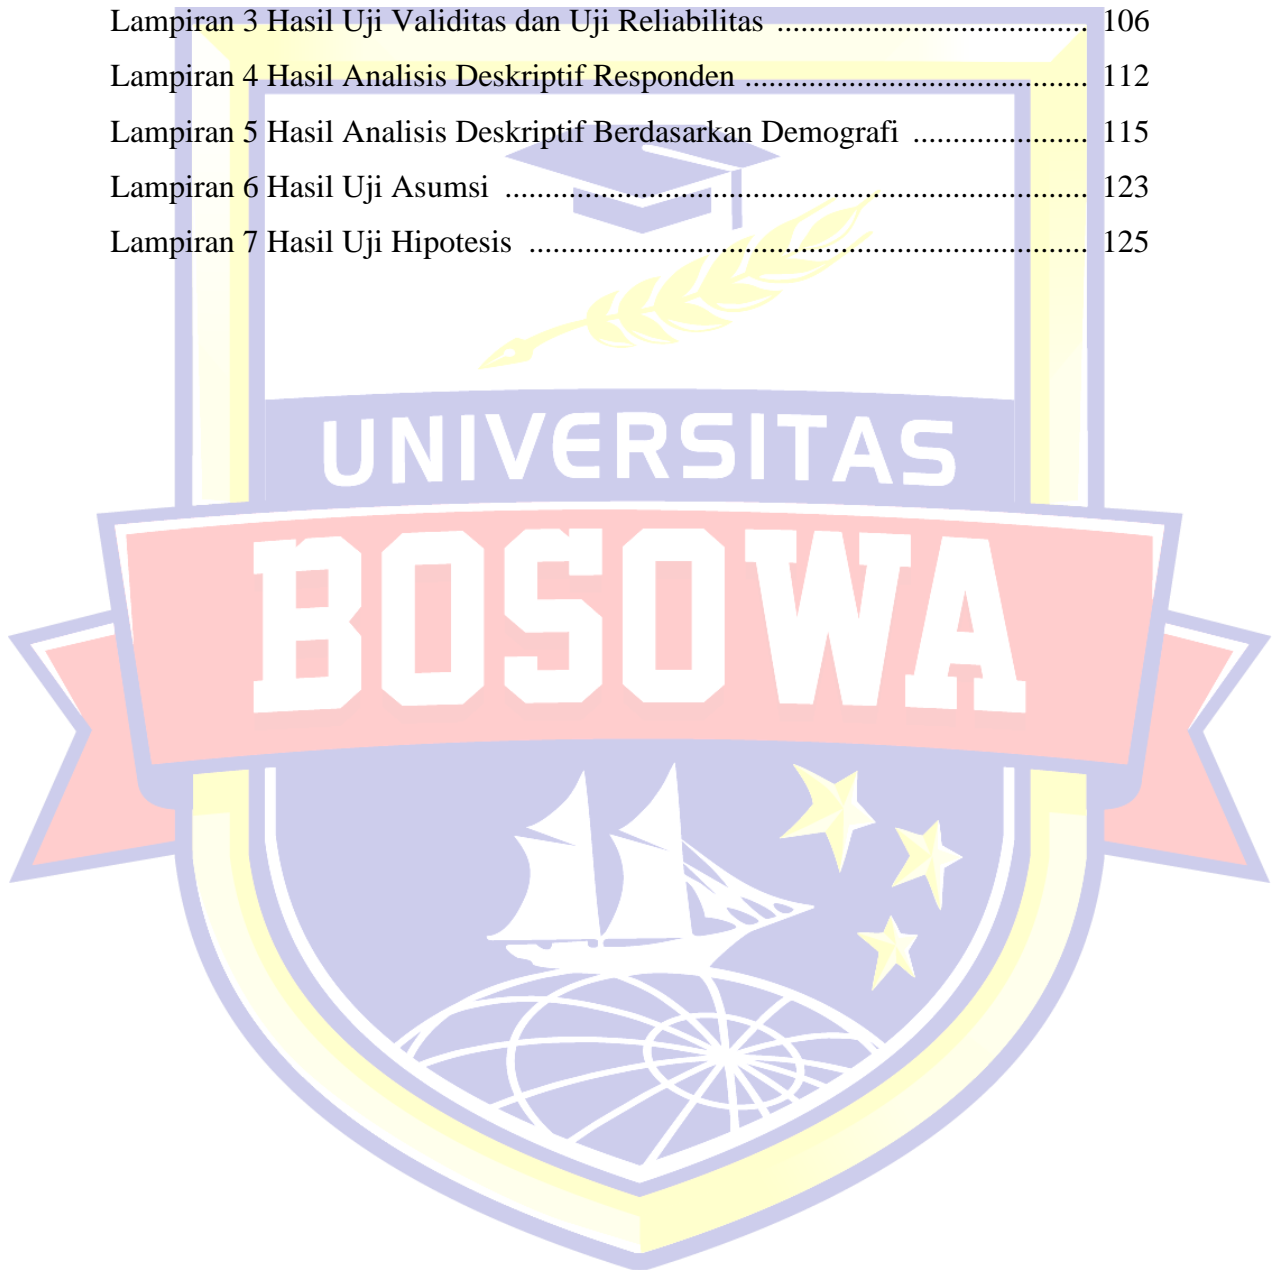 Lampiran 3 Hasil Uji Validitas dan Uji Reliabilitas ....................................... 106
Lampiran 4 Hasil Analisis Deskriptif Responden ........................................... 112
Lampiran 5 Hasil Analisis Deskriptif Berdasarkan Demografi ...................... 115
Lampiran 6 Hasil Uji Asumsi ......................................................................... 123
Lampiran 7 Hasil Uji Hipotesis ...................................................................... 125
UNIVERSITAS
BOSOWA